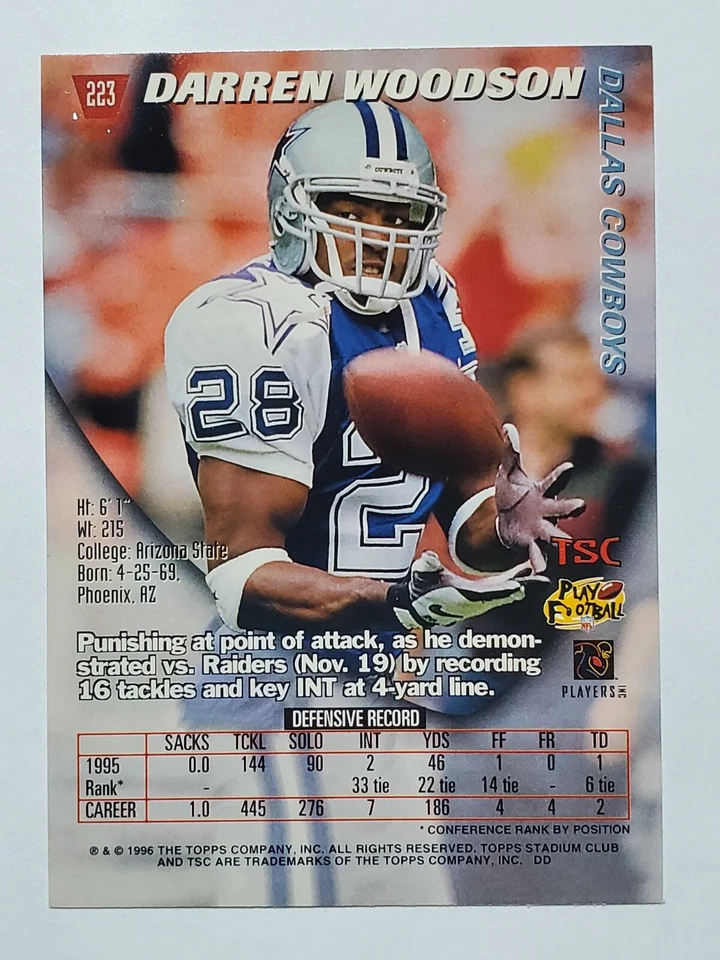 223 DARREN WOODSON
DALLAS COWBOYS
COWBOYS
28
2
Ht: 6' 1"
Wt: 215
College: Arizona State
Born: 4-25-69,
Phoenix, AZ
TSC
PLAY
FOOTBALL
NFL
PLAYERS INC
Punishing at point of attack, as he demon-
strated vs. Raiders (Nov. 19) by recording
16 tackles and key INT at 4-yard line.
DEFENSIVE RECORD
SACKS TCKL SOLO INT YDS FF FR TD
1995 0.0 144 90 2 46 1 0 1
Rank* - 33 tie 22 tie 14 tie - 6 tie
CAREER 1.0 445 276 7 186 4 4 2
* CONFERENCE RANK BY POSITION
® & © 1996 THE TOPPS COMPANY, INC. ALL RIGHTS RESERVED. TOPPS STADIUM CLUB
AND TSC ARE TRADEMARKS OF THE TOPPS COMPANY, INC. DD